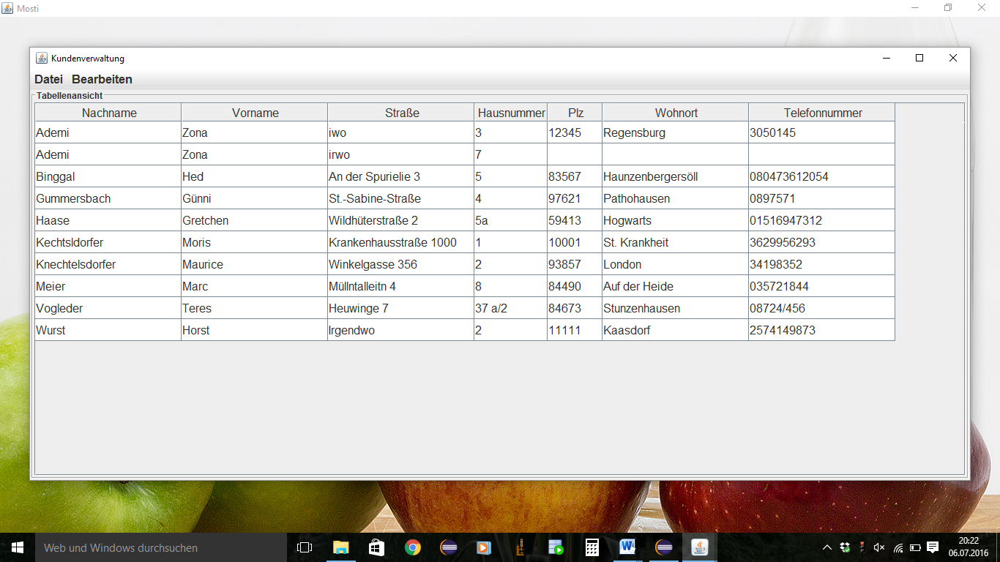 Mosti
Kundenverwaltung
Datei Bearbeiten
Tabellenansicht
Nachname Vorname Straße Hausnummer Plz Wohnort Telefonnummer
Ademi Zona iwo 3 12345 Regensburg 3050145
Ademi Zona irwo 7
Binggal Hed An der Spurielie 3 5 83567 Haunzenbergersöll 080473612054
Gummersbach Günni St.-Sabine-Straße 4 97621 Pathohausen 0897571
Haase Gretchen Wildhüterstraße 2 5a 59413 Hogwarts 01516947312
Kechtsldorfer Moris Krankenhausstraße 1000 1 10001 St. Krankheit 3629956293
Knechtelsdorfer Maurice Winkelgasse 356 2 93857 London 34198352
Meier Marc Müllntalleitn 4 8 84490 Auf der Heide 035721844
Vogleder Teres Heuwinge 7 37 a/2 84673 Stunzenhausen 08724/456
Wurst Horst Irgendwo 2 11111 Kaasdorf 2574149873
Web und Windows durchsuchen
20:22
06.07.2016